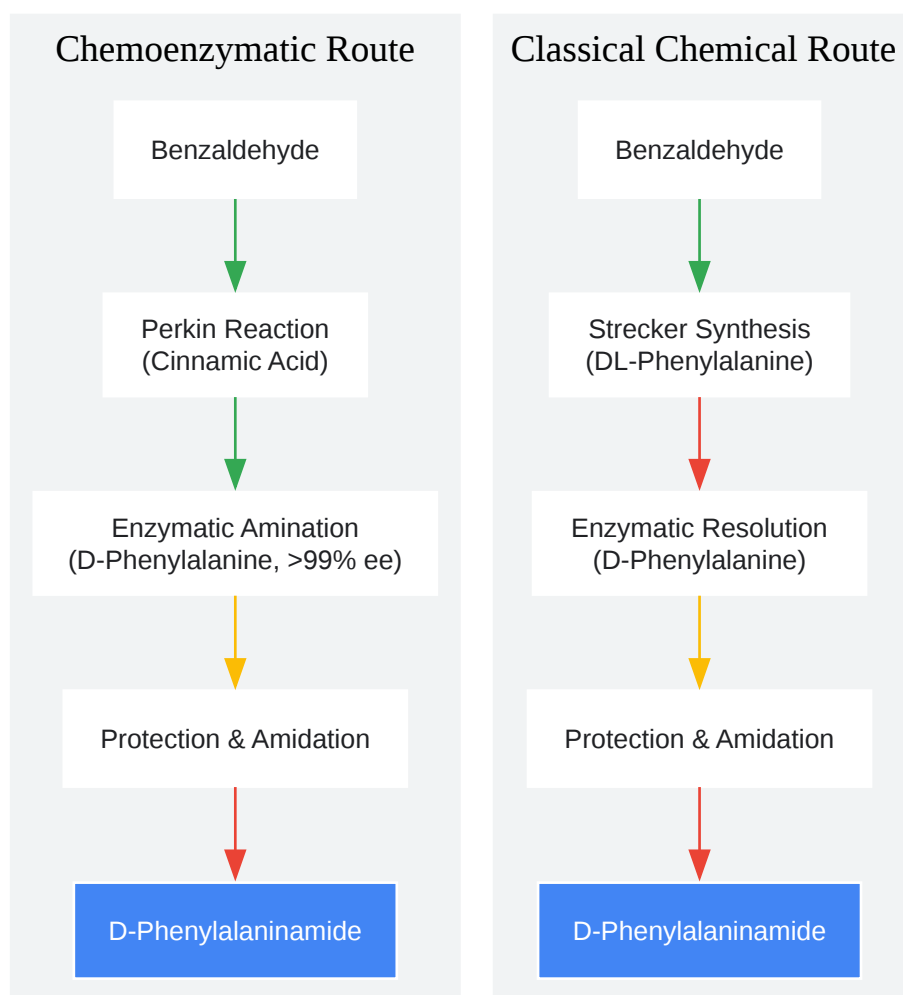 Chemoenzymatic Route
Benzaldehyde
Perkin Reaction
(Cinnamic Acid)
Enzymatic Amination
(D-Phenylalanine, >99% ee)
Protection & Amidation
D-Phenylalaninamide
Classical Chemical Route
Benzaldehyde
Strecker Synthesis
(DL-Phenylalanine)
Enzymatic Resolution
(D-Phenylalanine)
Protection & Amidation
D-Phenylalaninamide